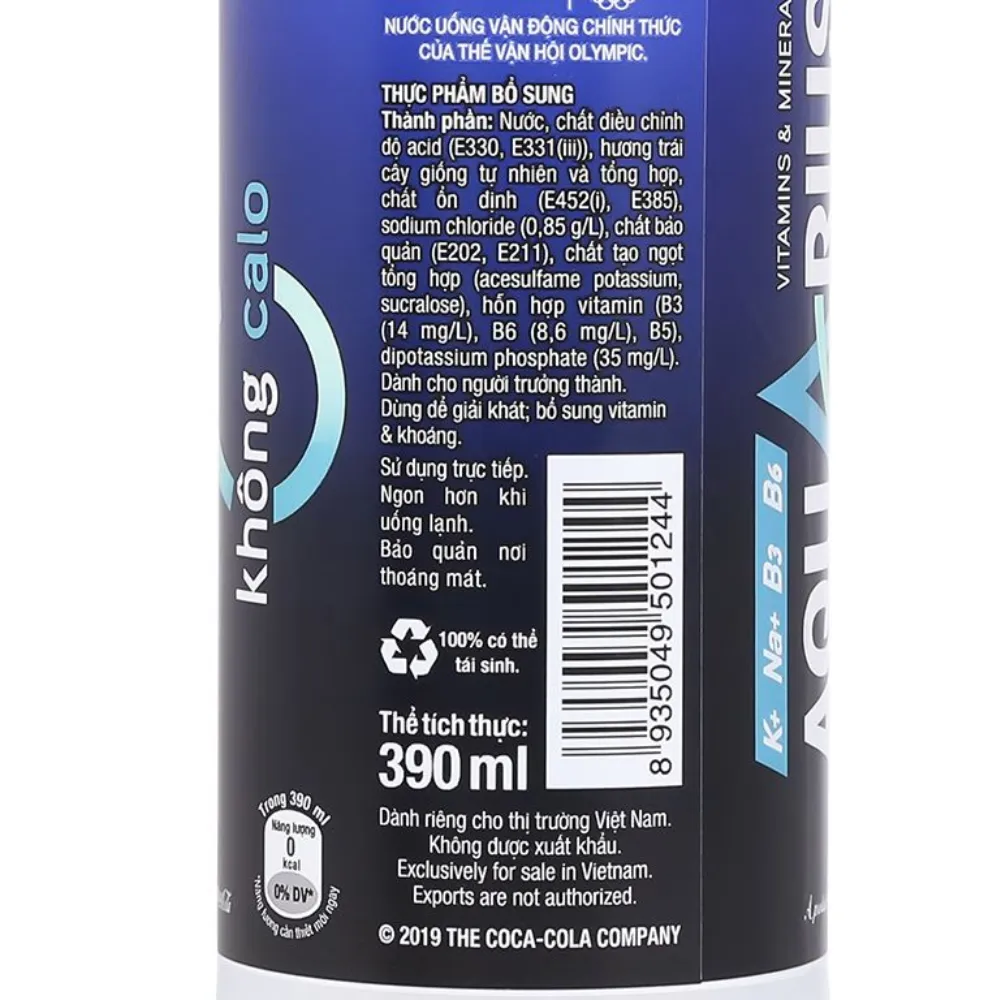 NƯỚC UỐNG VẬN ĐỘNG CHÍNH THỨC
CỦA THẾ VẬN HỘI OLYMPIC.
THỰC PHẨM BỔ SUNG
Thành phần: Nước, chất điều chỉnh
độ acid (E330, E331(iii)), hương trái
cây giống tự nhiên và tổng hợp,
chất ổn định (E452(i), E385),
sodium chloride (0,85 g/L), chất bảo
quản (E202, E211), chất tạo ngọt
tổng hợp (acesulfame potassium,
sucralose), hỗn hợp vitamin (B3
(14 mg/L), B6 (8,6 mg/L), B5),
dipotassium phosphate (35 mg/L).
Dành cho người trưởng thành.
Dùng để giải khát; bổ sung vitamin
& khoáng.
Sử dụng trực tiếp.
Ngon hơn khi
uống lạnh.
Bảo quản nơi
thoáng mát.
100% có thể
tái sinh.
Thể tích thực:
390 ml
8 935049 501244
Dành riêng cho thị trường Việt Nam.
Không được xuất khẩu.
Exclusively for sale in Vietnam.
Exports are not authorized.
© 2019 THE COCA-COLA COMPANY
không calo
Trong 390 ml
Năng lượng
0
kcal
0% DV*
*Năng lượng cần thiết mỗi ngày
VITAMINS &
K+ Na+ B3 B6